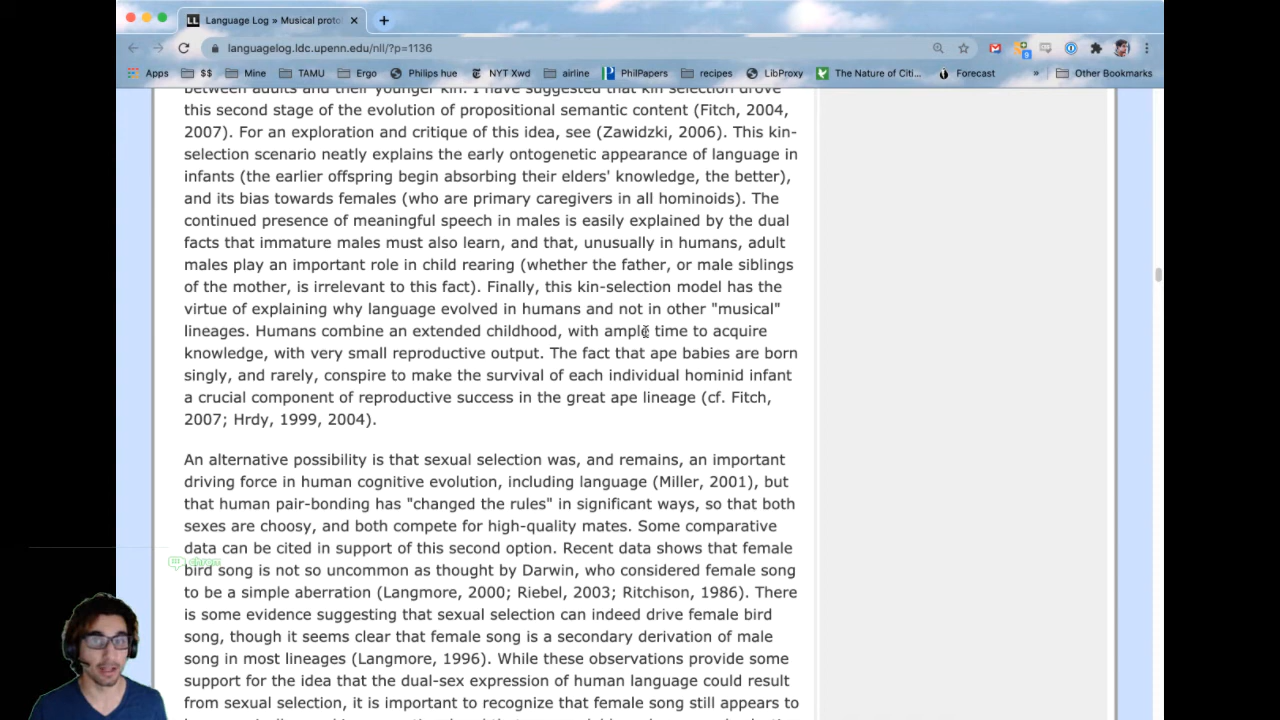 LL
Language Log » Musical proto
languagelog.ldc.upenn.edu/nll/?p=1136
9
Apps
$$
Mine
TAMU
Ergo
Philips hue
NYT Xwd
airline
PhilPapers
recipes
LibProxy
The Nature of Citi...
Forecast
»
Other Bookmarks
between adults and their younger kin. I have suggested that kin selection drove
this second stage of the evolution of propositional semantic content (Fitch, 2004,
2007). For an exploration and critique of this idea, see (Zawidzki, 2006). This kin-
selection scenario neatly explains the early ontogenetic appearance of language in
infants (the earlier offspring begin absorbing their elders' knowledge, the better),
and its bias towards females (who are primary caregivers in all hominoids). The
continued presence of meaningful speech in males is easily explained by the dual
facts that immature males must also learn, and that, unusually in humans, adult
males play an important role in child rearing (whether the father, or male siblings
of the mother, is irrelevant to this fact). Finally, this kin-selection model has the
virtue of explaining why language evolved in humans and not in other "musical"
lineages. Humans combine an extended childhood, with ample time to acquire
knowledge, with very small reproductive output. The fact that ape babies are born
singly, and rarely, conspire to make the survival of each individual hominid infant
a crucial component of reproductive success in the great ape lineage (cf. Fitch,
2007; Hrdy, 1999, 2004).
An alternative possibility is that sexual selection was, and remains, an important
driving force in human cognitive evolution, including language (Miller, 2001), but
that human pair-bonding has "changed the rules" in significant ways, so that both
sexes are choosy, and both compete for high-quality mates. Some comparative
data can be cited in support of this second option. Recent data shows that female
chrom
bird song is not so uncommon as thought by Darwin, who considered female song
to be a simple aberration (Langmore, 2000; Riebel, 2003; Ritchison, 1986). There
is some evidence suggesting that sexual selection can indeed drive female bird
song, though it seems clear that female song is a secondary derivation of male
song in most lineages (Langmore, 1996). While these observations provide some
support for the idea that the dual-sex expression of human language could result
from sexual selection, it is important to recognize that female song still appears to